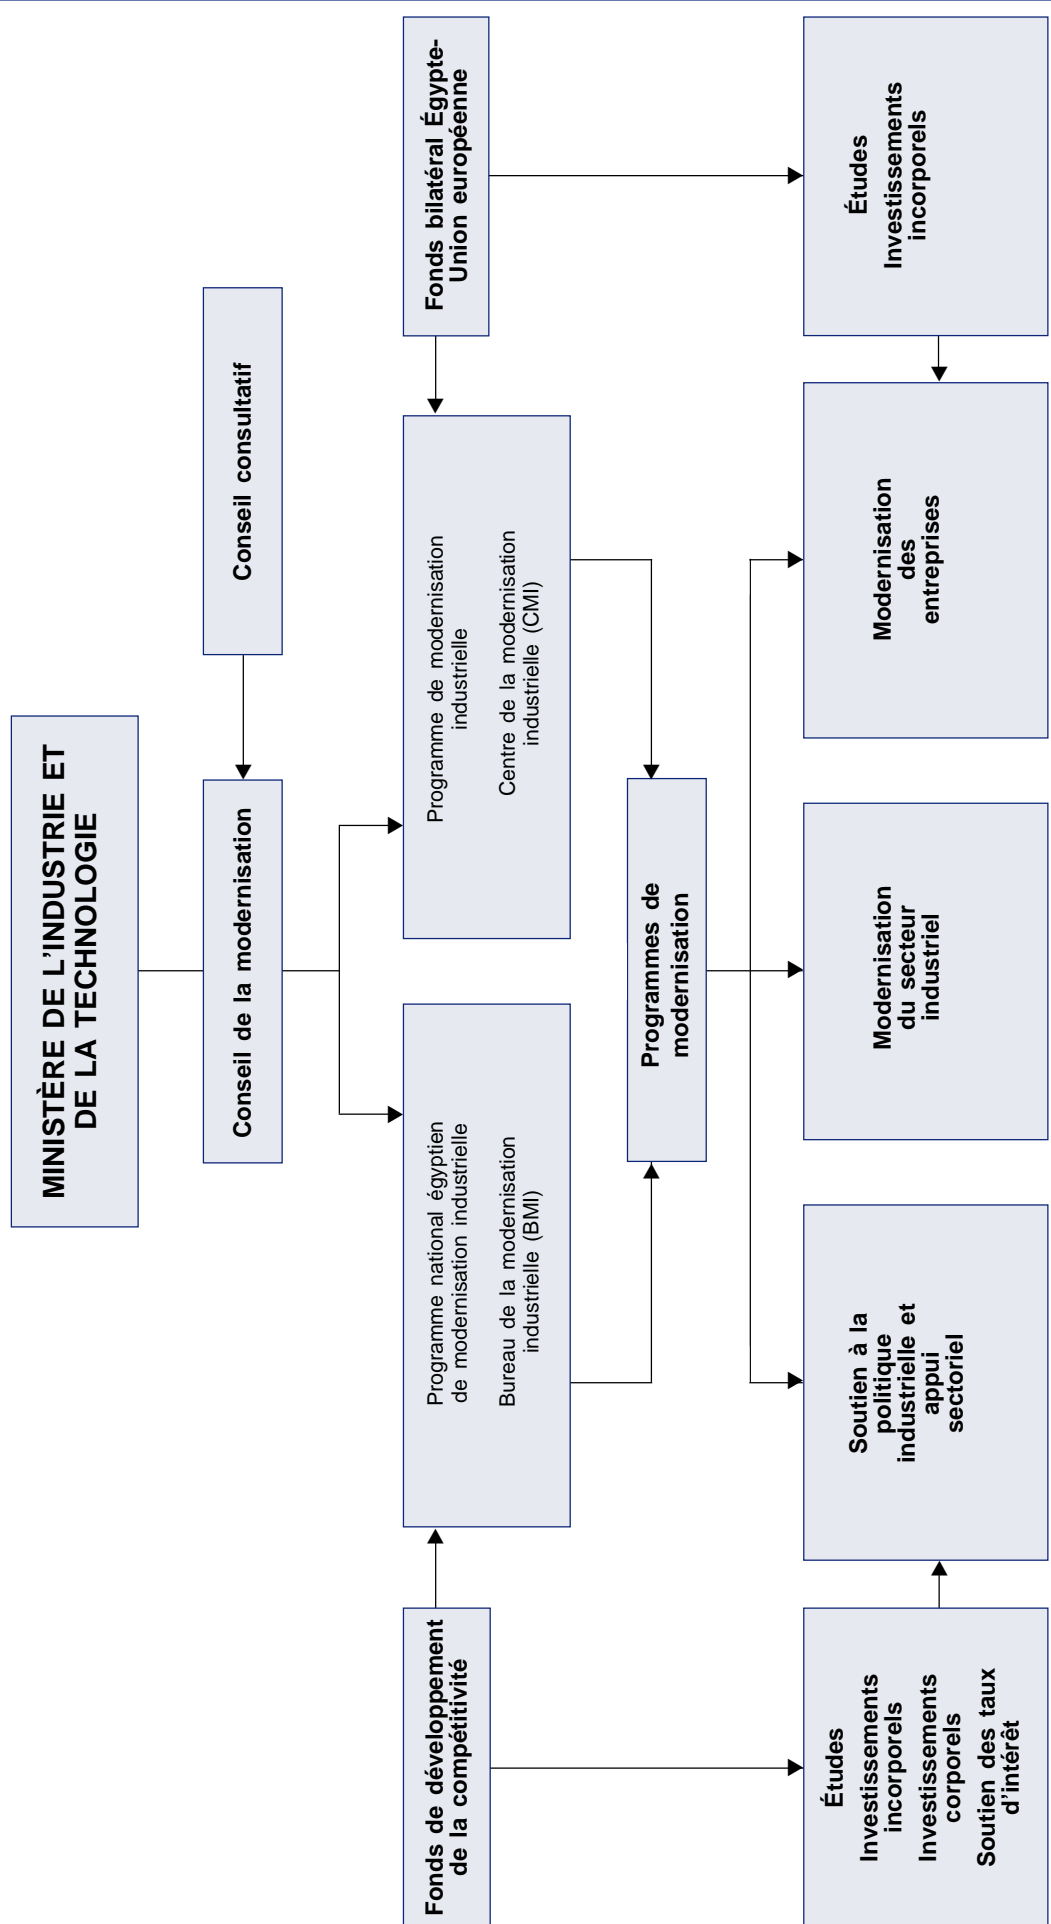 MINISTÈRE DE L'INDUSTRIE ET
DE LA TECHNOLOGIE
Conseil de la modernisation
Conseil consultatif
Fonds de développement
de la compétitivité
Programme national égyptien
de modernisation industrielle
Bureau de la modernisation
industrielle (BMI)
Programme de modernisation
industrielle
Centre de la modernisation
industrielle (CMI)
Fonds bilatéral Égypte-
Union européenne
Programmes de
modernisation
Études
Investissements
incorporels
Investissements
corporels
Soutien des taux
d'intérêt
Soutien à la
politique
industrielle et
appui
sectoriel
Modernisation
du secteur
industriel
Modernisation
des
entreprises
Études
Investissements
incorporels